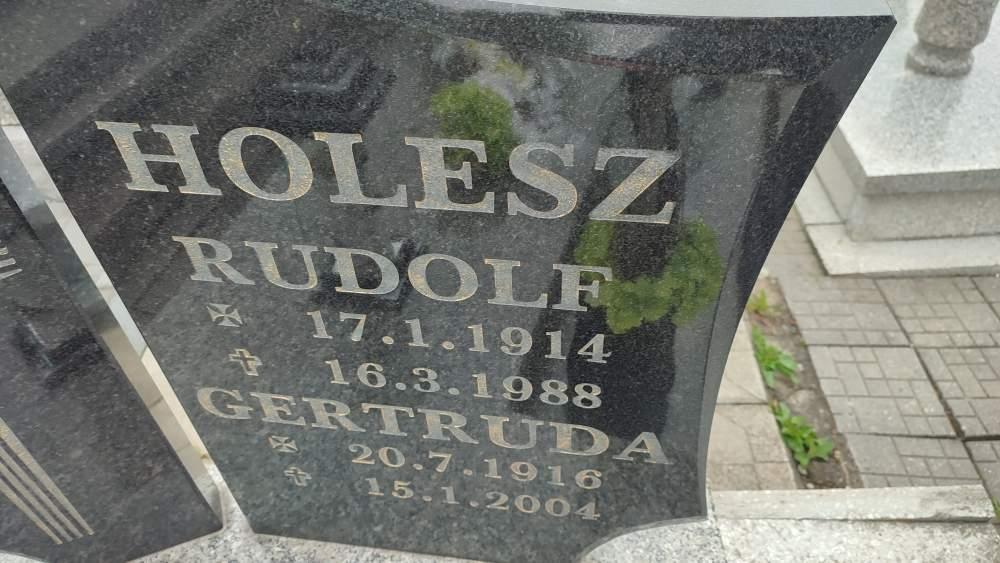 HOLESZ
RUDOLF
17.1.1914
16.3.1988
GERTRUDA
20.7.1916
15.1.2004